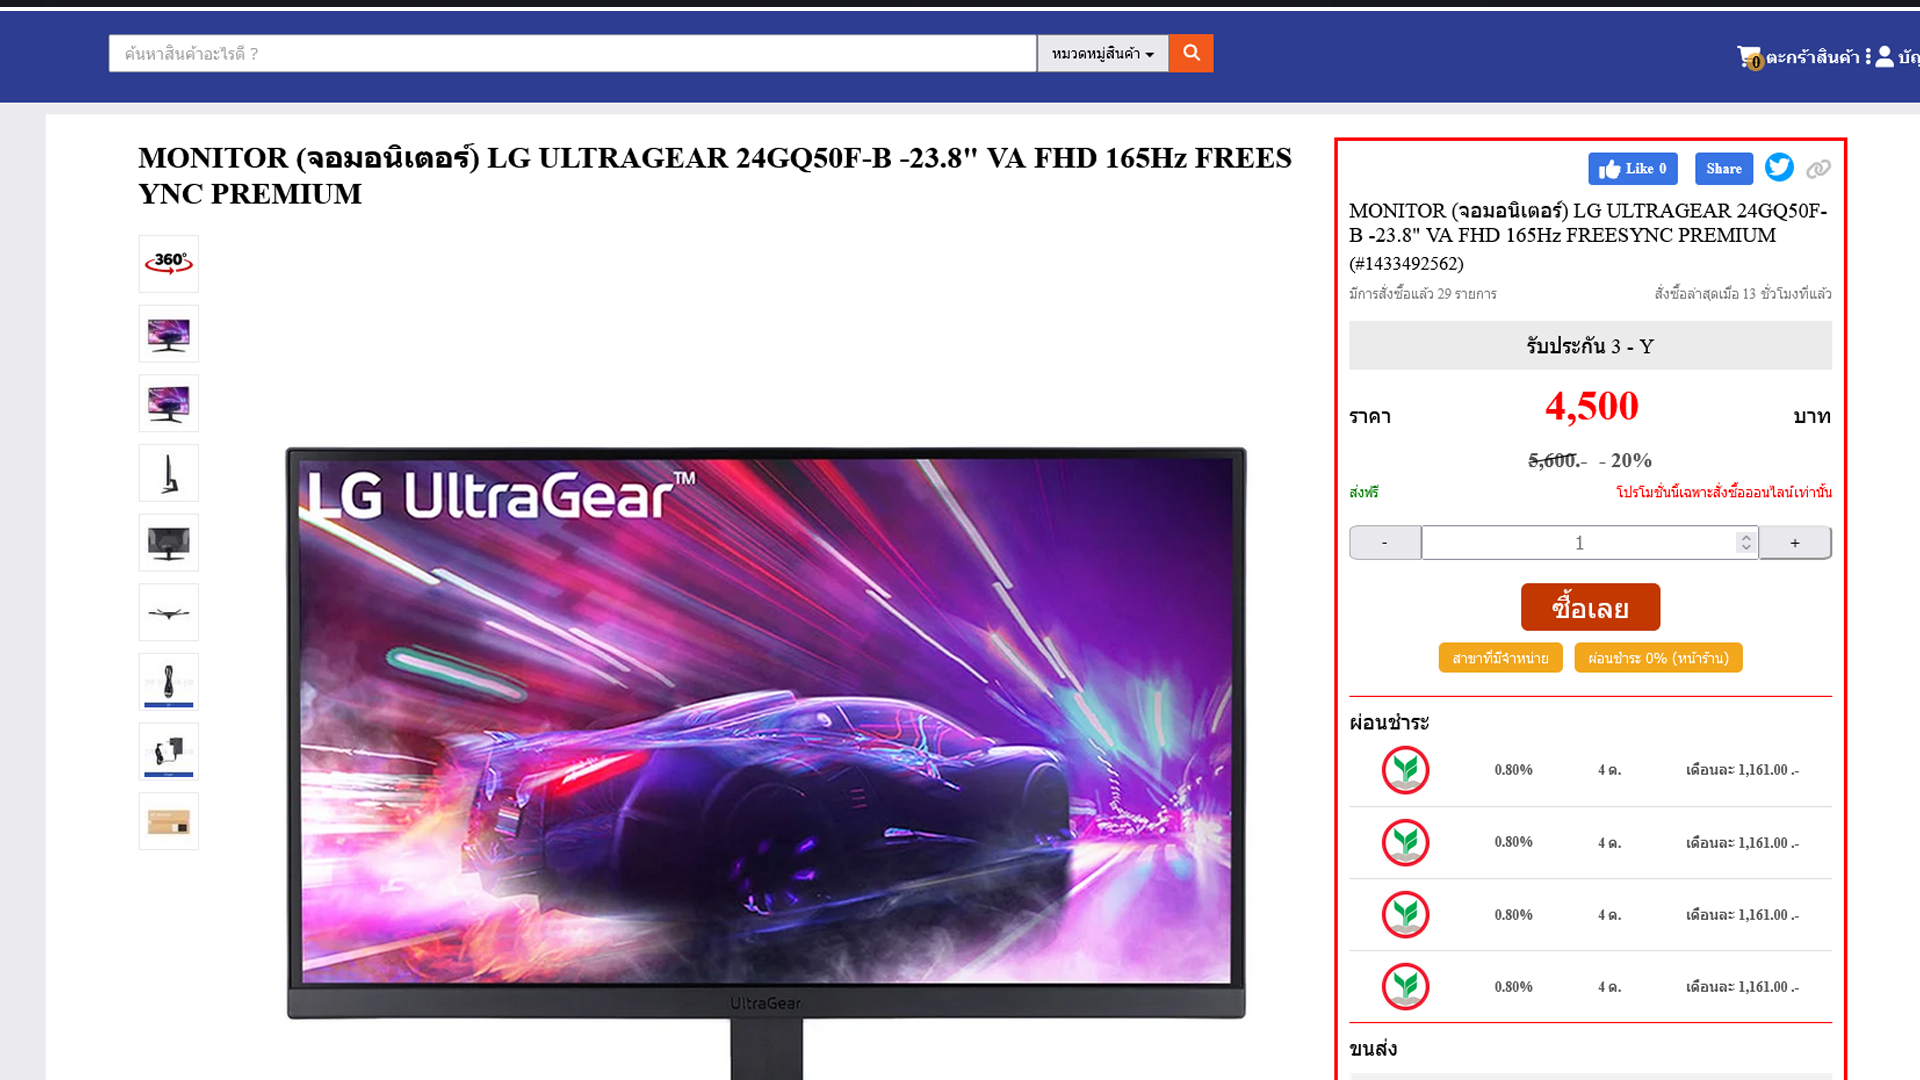 ค้นหาสินค้าอะไรดี ?
หมวดหมู่สินค้า
0
ตะกร้าสินค้า
MONITOR (จอมอนิเตอร์) LG ULTRAGEAR 24GQ50F-B -23.8" VA FHD 165Hz FREES
YNC PREMIUM
360°
LG UltraGear™
UltraGear
Like 0
Share
MONITOR (จอมอนิเตอร์) LG ULTRAGEAR 24GQ50F-
B -23.8" VA FHD 165Hz FREESYNC PREMIUM
(#1433492562)
มีการสั่งซื้อแล้ว 29 รายการ
สั่งซื้อล่าสุดเมื่อ 13 ชั่วโมงที่แล้ว
รับประกัน 3 - Y
ราคา
4,500
บาท
5,600.- - 20%
ส่งฟรี
โปรโมชั่นนี้เฉพาะสั่งซื้อออนไลน์เท่านั้น
- 1 +
ซื้อเลย
สาขาที่มีจำหน่าย
ผ่อนชำระ 0% (หน้าร้าน)
ผ่อนชำระ
0.80% 4 ด. เดือนละ 1,161.00 .-
0.80% 4 ด. เดือนละ 1,161.00 .-
0.80% 4 ด. เดือนละ 1,161.00 .-
0.80% 4 ด. เดือนละ 1,161.00 .-
ขนส่ง